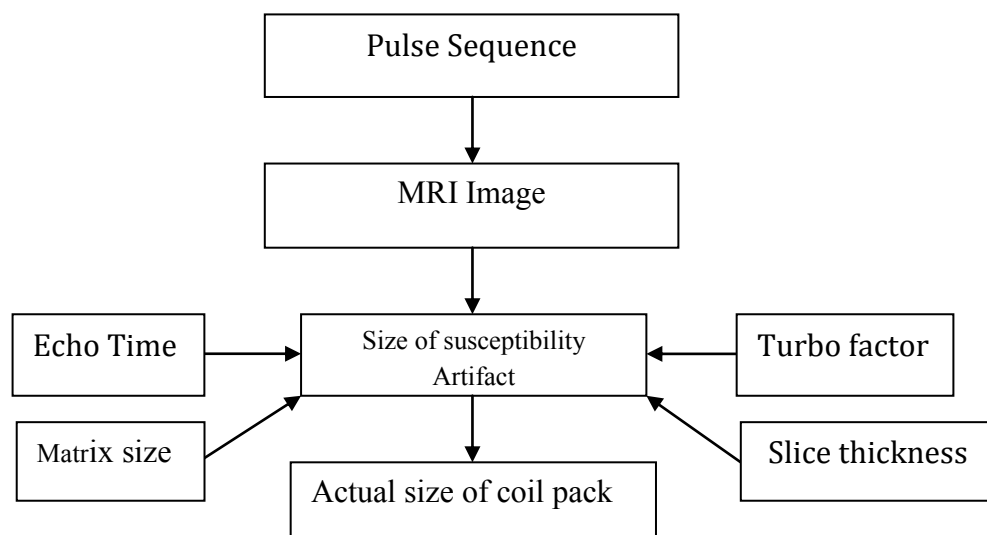 Pulse Sequence
MRI Image
Echo Time
Size of susceptibility
Artifact
Turbo factor
Matrix size
Slice thickness
Actual size of coil pack